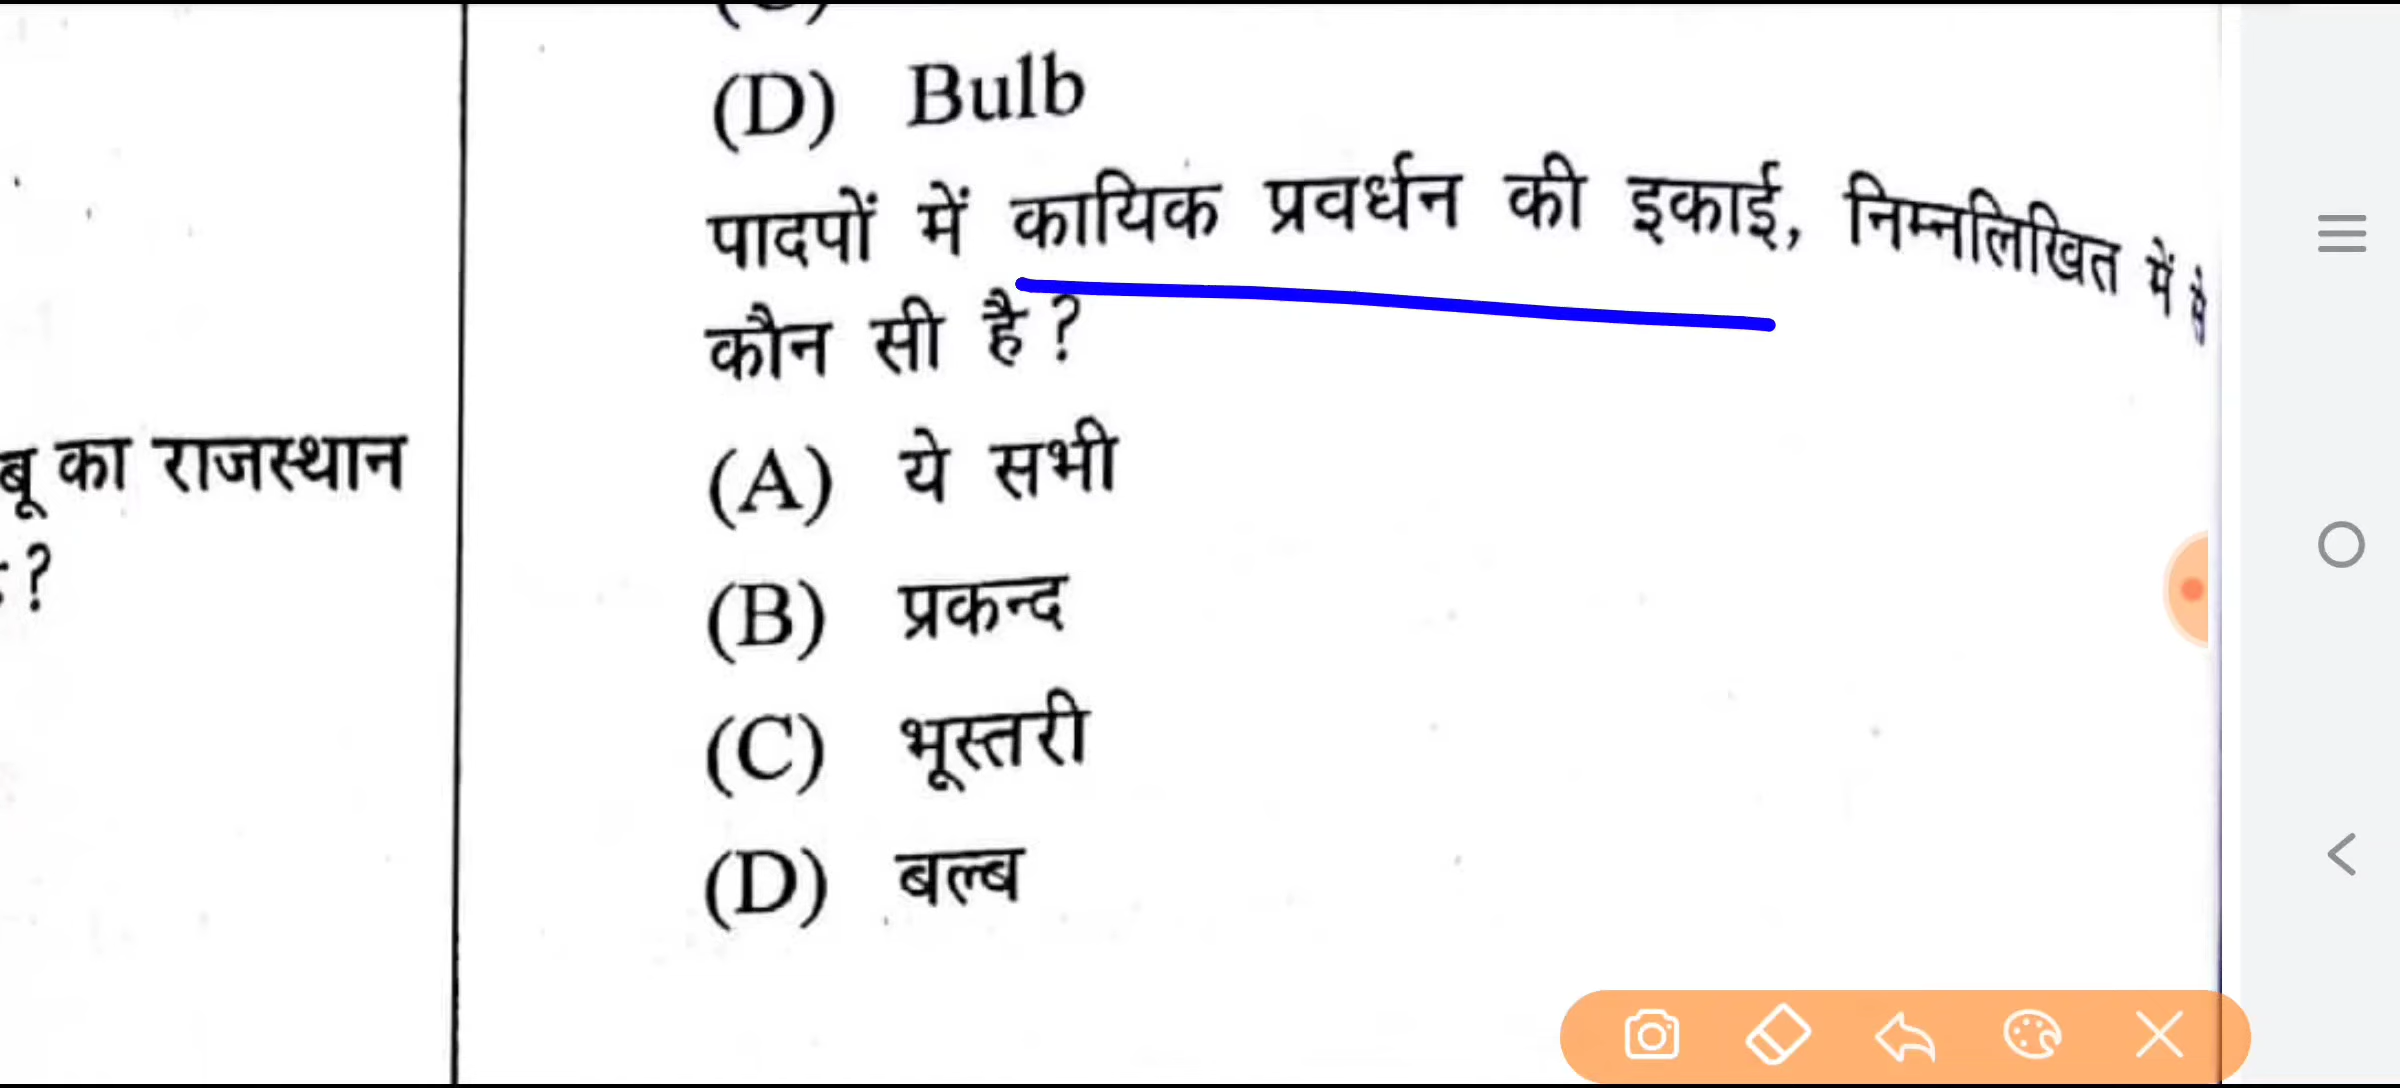 (D) Bulb
पादपों में कायिक प्रवर्धन की इकाई, निम्नलिखित में से
कौन सी है ?
(A) ये सभी
(B) प्रकन्द
(C) भूस्तरी
(D) बल्ब
बू का राजस्थान
?